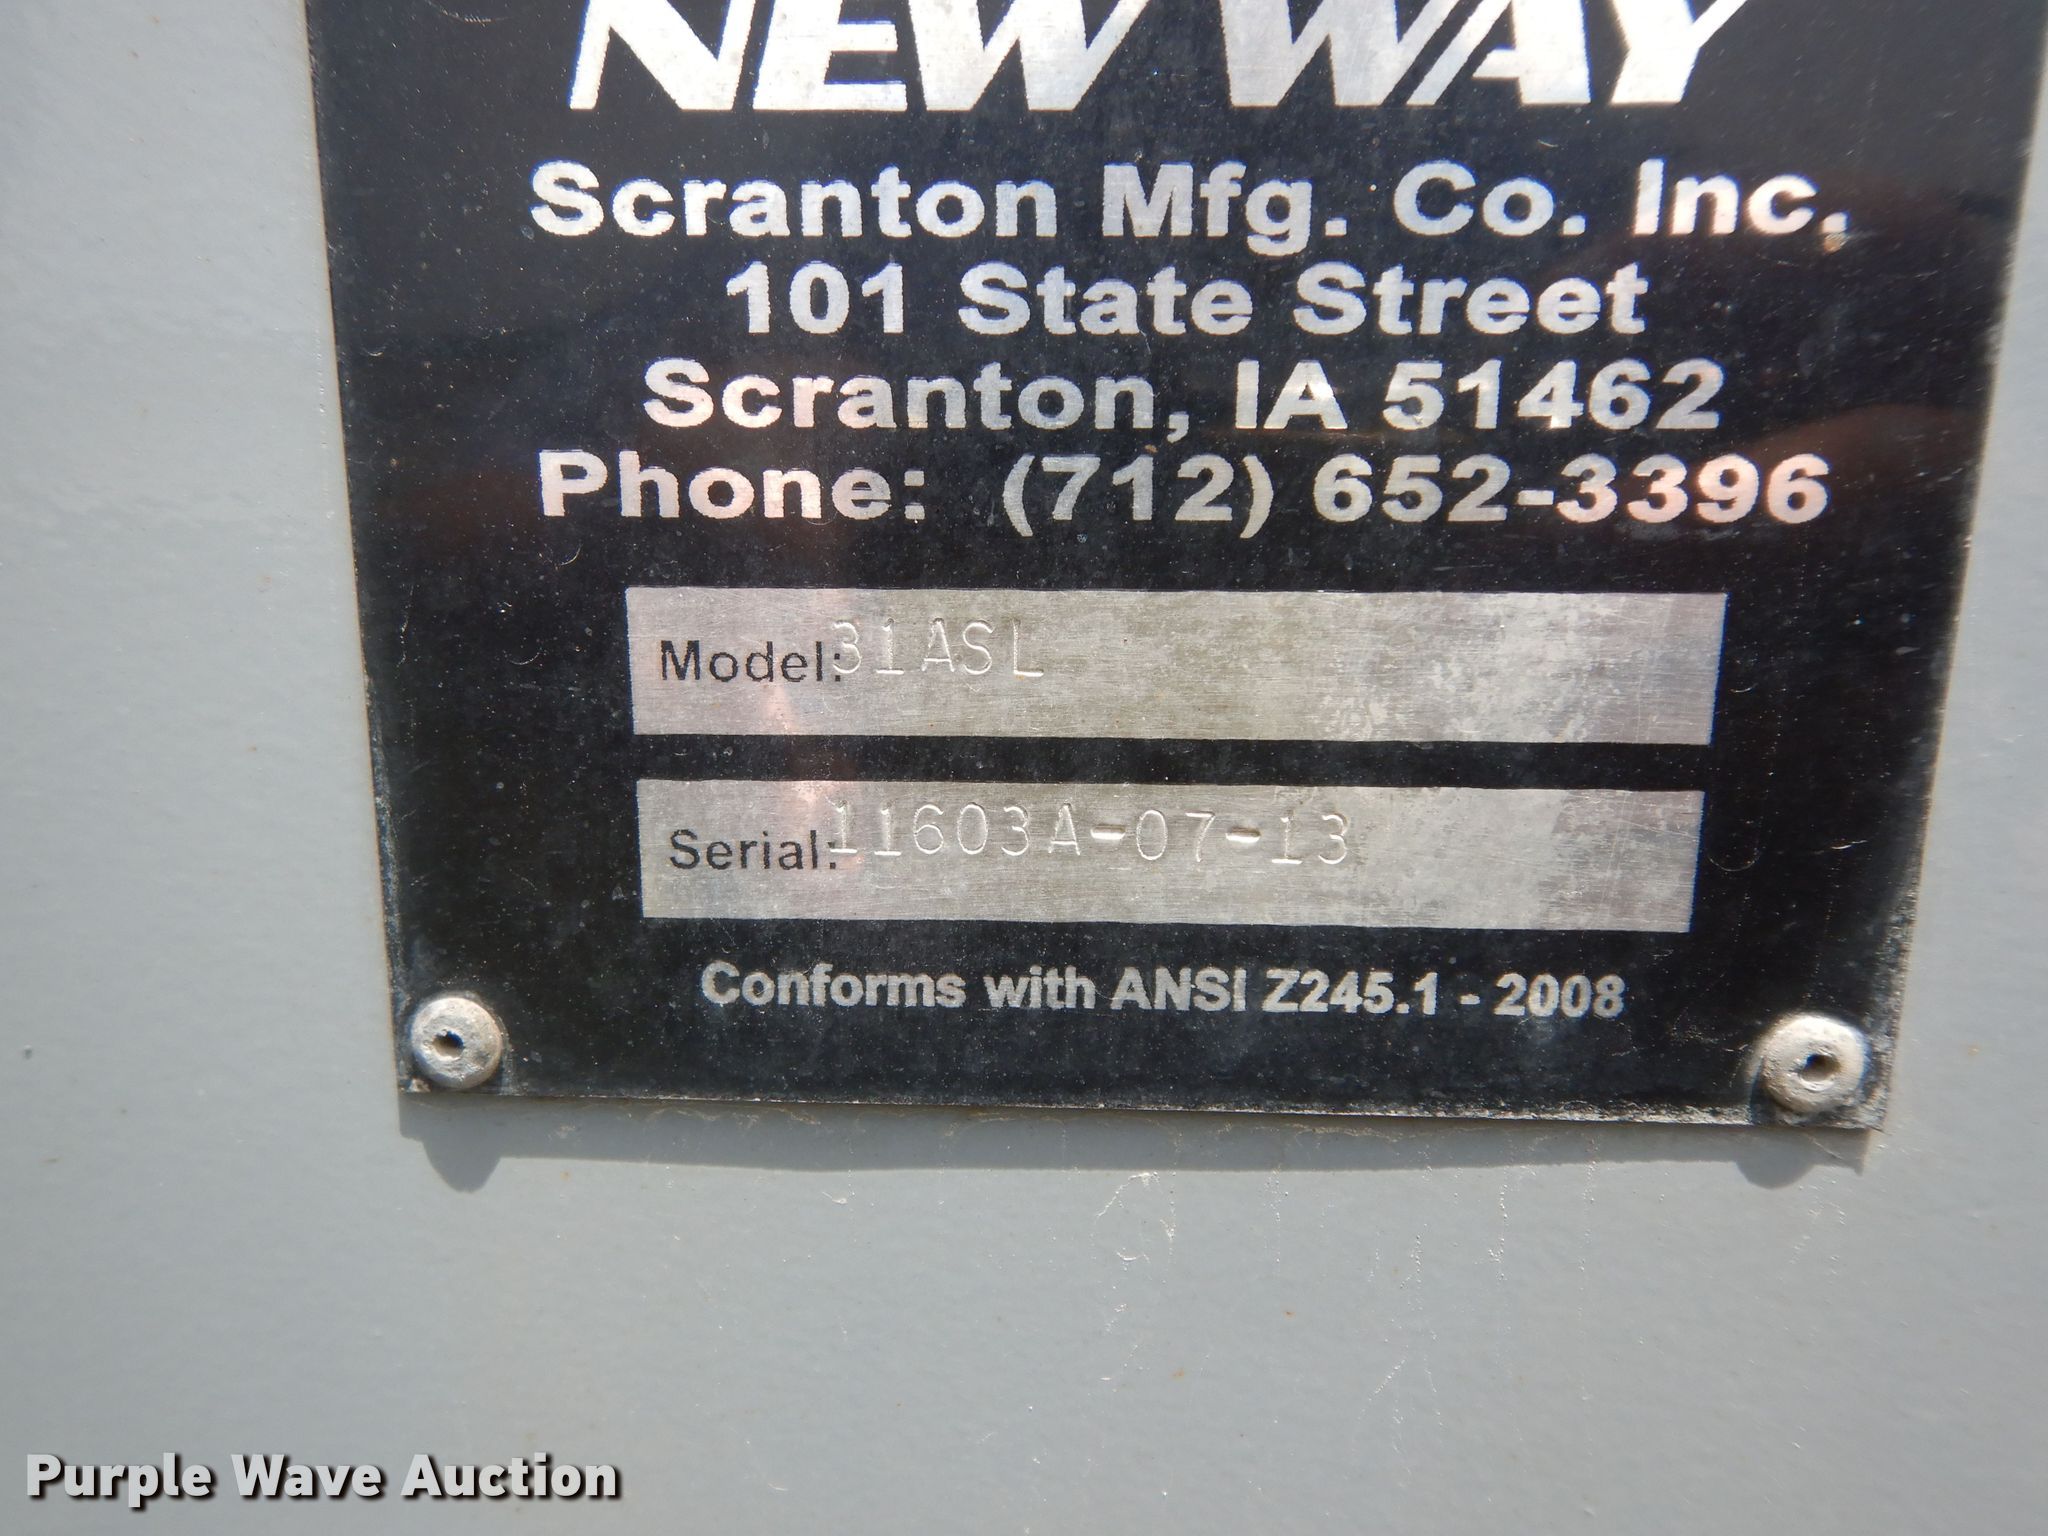 NEW WAY
Scranton Mfg. Co. Inc.
101 State Street
Scranton, IA 51462
Phone: (712) 652-3396
Model: 31ASL
Serial: 11603A-07-13
Conforms with ANSI Z245.1 - 2008
Purple Wave Auction